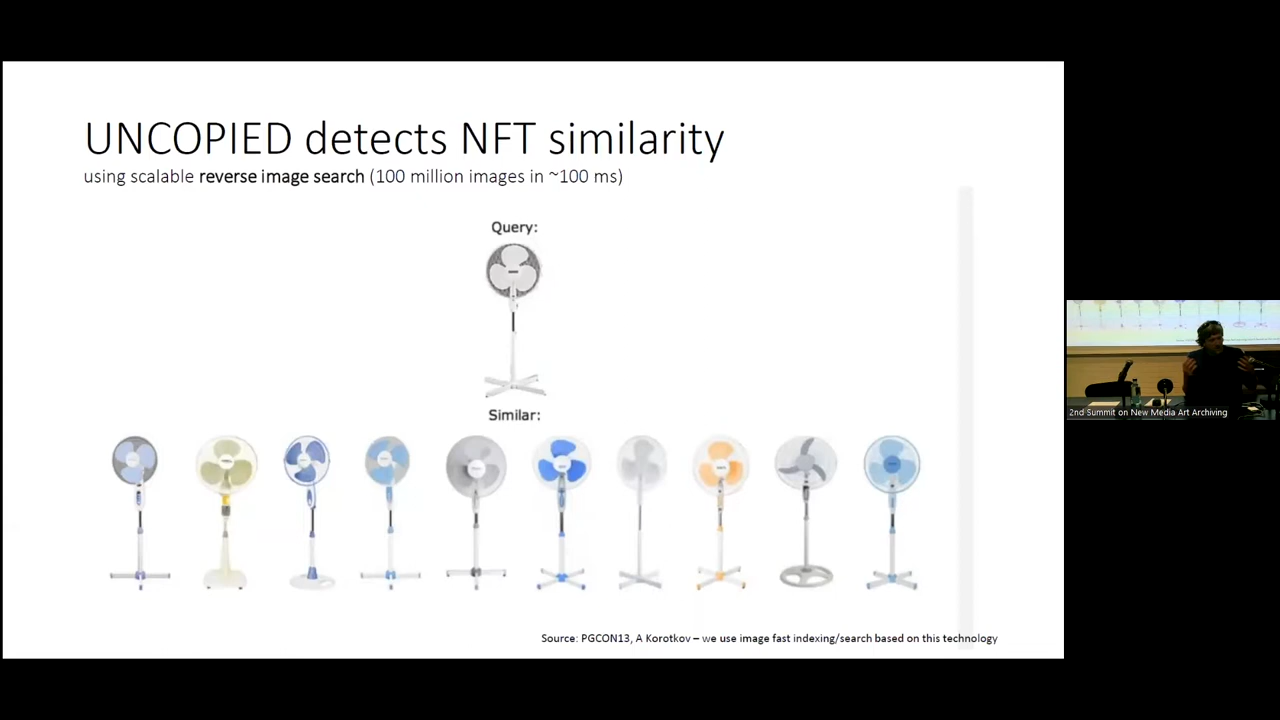 UNCOPIED detects NFT similarity
using scalable reverse image search (100 million images in ~100 ms)
Query:
Similar:
Source: PGCON13, A Korotkov – we use image fast indexing/search based on this technology
2nd Summit on New Media Art Archiving